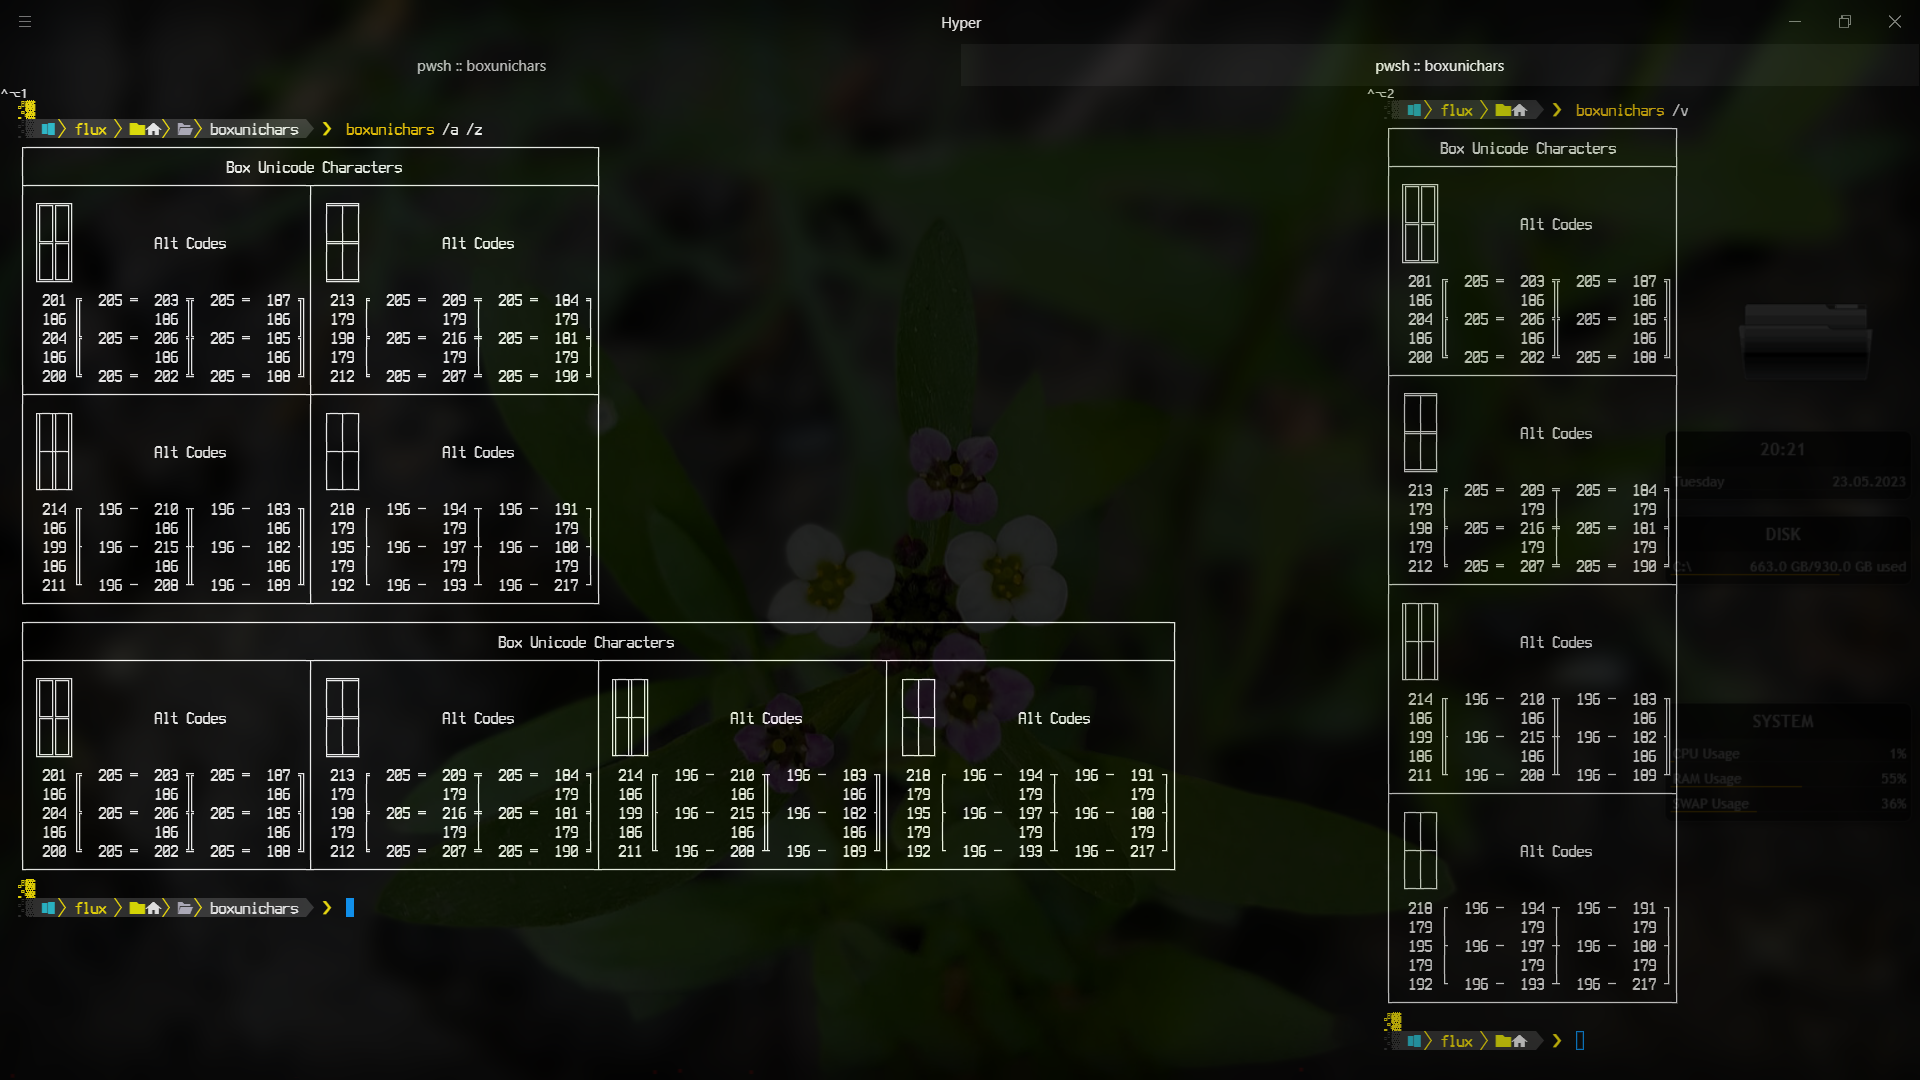 Hyper
pwsh :: boxunichars
pwsh :: boxunichars
^⌥1
flux boxunichars ❯ boxunichars /a /z
Box Unicode Characters
Alt Codes Alt Codes
201 ╔ 205 ═ 203 ╦ 205 ═ 187 ╗ 213 ╒ 205 ═ 209 ╤ 205 ═ 184 ╕
186 ║ 186 ║ 186 ║ 179 │ 179 │ 179 │
204 ╠ 205 ═ 206 ╬ 205 ═ 185 ╣ 198 ╞ 205 ═ 216 ╪ 205 ═ 181 ╡
186 ║ 186 ║ 186 ║ 179 │ 179 │ 179 │
200 ╚ 205 ═ 202 ╩ 205 ═ 188 ╝ 212 ╘ 205 ═ 207 ╧ 205 ═ 190 ╛
Alt Codes Alt Codes
214 ╓ 196 ─ 210 ╥ 196 ─ 183 ╖ 218 ┌ 196 ─ 194 ┬ 196 ─ 191 ┐
186 ║ 186 ║ 186 ║ 179 │ 179 │ 179 │
199 ╟ 196 ─ 215 ╫ 196 ─ 182 ╢ 195 ├ 196 ─ 197 ┼ 196 ─ 180 ┤
186 ║ 186 ║ 186 ║ 179 │ 179 │ 179 │
211 ╙ 196 ─ 208 ╨ 196 ─ 189 ╜ 192 └ 196 ─ 193 ┴ 196 ─ 217 ┘
Box Unicode Characters
Alt Codes Alt Codes Alt Codes Alt Codes
201 ╔ 205 ═ 203 ╦ 205 ═ 187 ╗ 213 ╒ 205 ═ 209 ╤ 205 ═ 184 ╕ 214 ╓ 196 ─ 210 ╥ 196 ─ 183 ╖ 218 ┌ 196 ─ 194 ┬ 196 ─ 191 ┐
186 ║ 186 ║ 186 ║ 179 │ 179 │ 179 │ 186 ║ 186 ║ 186 ║ 179 │ 179 │ 179 │
204 ╠ 205 ═ 206 ╬ 205 ═ 185 ╣ 198 ╞ 205 ═ 216 ╪ 205 ═ 181 ╡ 199 ╟ 196 ─ 215 ╫ 196 ─ 182 ╢ 195 ├ 196 ─ 197 ┼ 196 ─ 180 ┤
186 ║ 186 ║ 186 ║ 179 │ 179 │ 179 │ 186 ║ 186 ║ 186 ║ 179 │ 179 │ 179 │
200 ╚ 205 ═ 202 ╩ 205 ═ 188 ╝ 212 ╘ 205 ═ 207 ╧ 205 ═ 190 ╛ 211 ╙ 196 ─ 208 ╨ 196 ─ 189 ╜ 192 └ 196 ─ 193 ┴ 196 ─ 217 ┘
flux boxunichars ❯
^⌥2
flux ❯ boxunichars /v
Box Unicode Characters
Alt Codes
201 ╔ 205 ═ 203 ╦ 205 ═ 187 ╗
186 ║ 186 ║ 186 ║
204 ╠ 205 ═ 206 ╬ 205 ═ 185 ╣
186 ║ 186 ║ 186 ║
200 ╚ 205 ═ 202 ╩ 205 ═ 188 ╝
Alt Codes
213 ╒ 205 ═ 209 ╤ 205 ═ 184 ╕
179 │ 179 │ 179 │
198 ╞ 205 ═ 216 ╪ 205 ═ 181 ╡
179 │ 179 │ 179 │
212 ╘ 205 ═ 207 ╧ 205 ═ 190 ╛
Alt Codes
214 ╓ 196 ─ 210 ╥ 196 ─ 183 ╖
186 ║ 186 ║ 186 ║
199 ╟ 196 ─ 215 ╫ 196 ─ 182 ╢
186 ║ 186 ║ 186 ║
211 ╙ 196 ─ 208 ╨ 196 ─ 189 ╜
Alt Codes
218 ┌ 196 ─ 194 ┬ 196 ─ 191 ┐
179 │ 179 │ 179 │
195 ├ 196 ─ 197 ┼ 196 ─ 180 ┤
179 │ 179 │ 179 │
192 └ 196 ─ 193 ┴ 196 ─ 217 ┘
flux ❯
20:21
Tuesday 23.05.2023
DISK
C:\ 663.0 GB/930.0 GB used
SYSTEM
CPU Usage 1%
RAM Usage 55%
SWAP Usage 36%